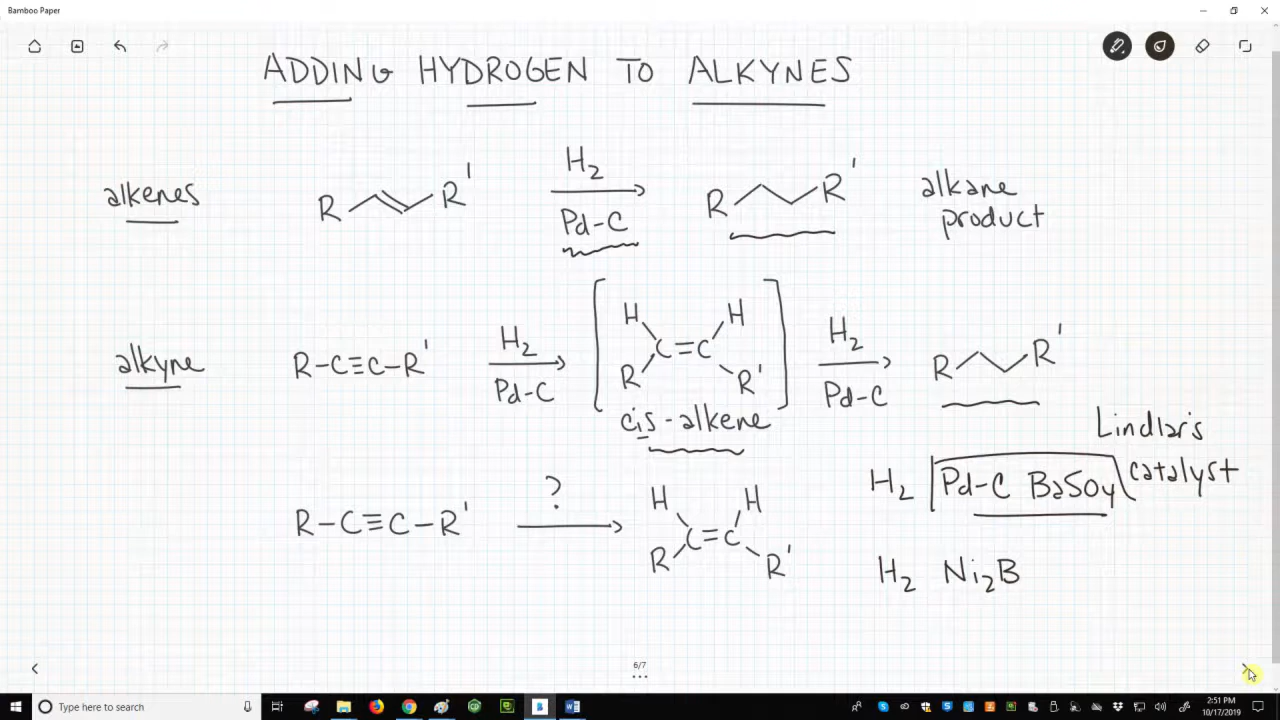 Bamboo Paper
ADDING HYDROGEN TO ALKYNES
alkenes R R' H2 Pd-C R R' alkane product
alkyne R-C≡C-R' H2 Pd-C [H H C=C R R'] H2 Pd-C R R'
cis-alkene
Lindlar's catalyst
H2 Pd-C BaSO4
R-C≡C-R' ? H H C=C R R'
H2 Ni2B
6/7
Type here to search
2:51 PM
10/17/2019